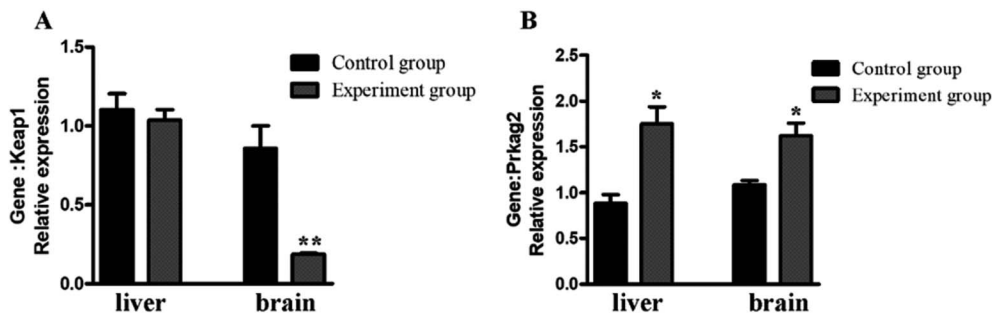 A
Gene :Keap1
Relative expression
1.5
1.0
0.5
0.0
Control group
Experiment group
**
liver
brain
B
Gene:Prkag2
Relative expression
2.5
2.0
1.5
1.0
0.5
0.0
Control group
Experiment group
*
*
liver
brain